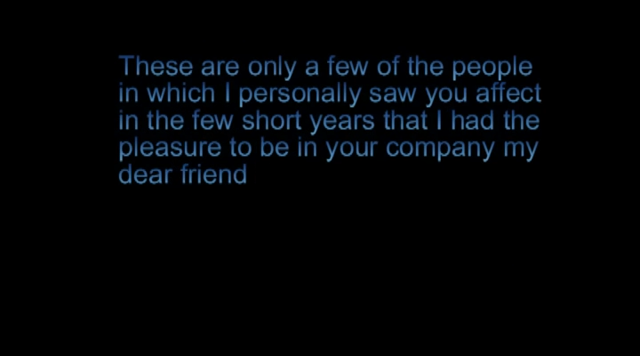 These are only a few of the people
in which I personally saw you affect
in the few short years that I had the
pleasure to be in your company my
dear friend